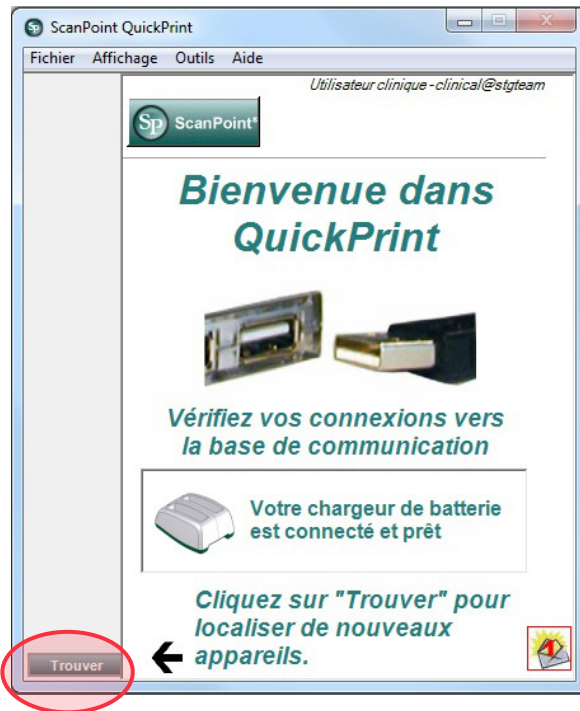 ScanPoint QuickPrint
Fichier Affichage Outils Aide
Utilisateur clinique - clinical@stgteam
SP ScanPoint®
Bienvenue dans
QuickPrint
Vérifiez vos connexions vers
la base de communication
Votre chargeur de batterie
est connecté et prêt
Cliquez sur "Trouver" pour
localiser de nouveaux
appareils.
Trouver